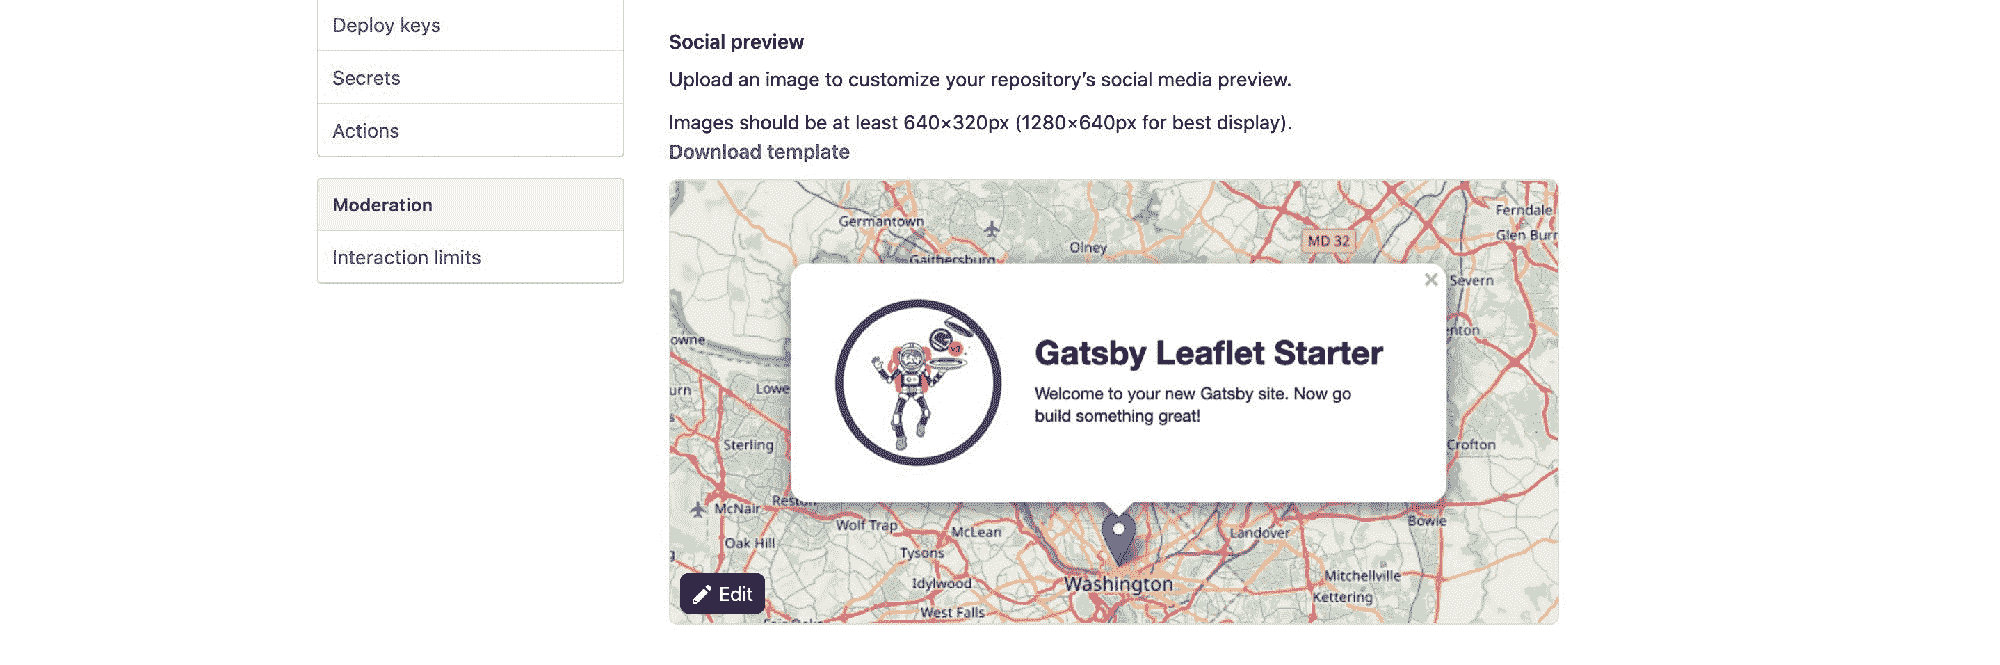 Deploy keys
Secrets
Actions
Moderation
Interaction limits
Social preview
Upload an image to customize your repository’s social media preview.
Images should be at least 640×320px (1280×640px for best display).
Download template
Germantown
Olney
MD 32
Ferndale
Glen Burn
Gaithersburg
Severn
owne
nton
Gatsby Leaflet Starter
Welcome to your new Gatsby site. Now go
build something great!
Lowe
urn
Sterling
Crofton
McNair
Wolf Trap
McLean
Landover
Bowie
Oak Hill
Tysons
Idylwood
Washington
Mitchellville
Kettering
West Falls
Edit